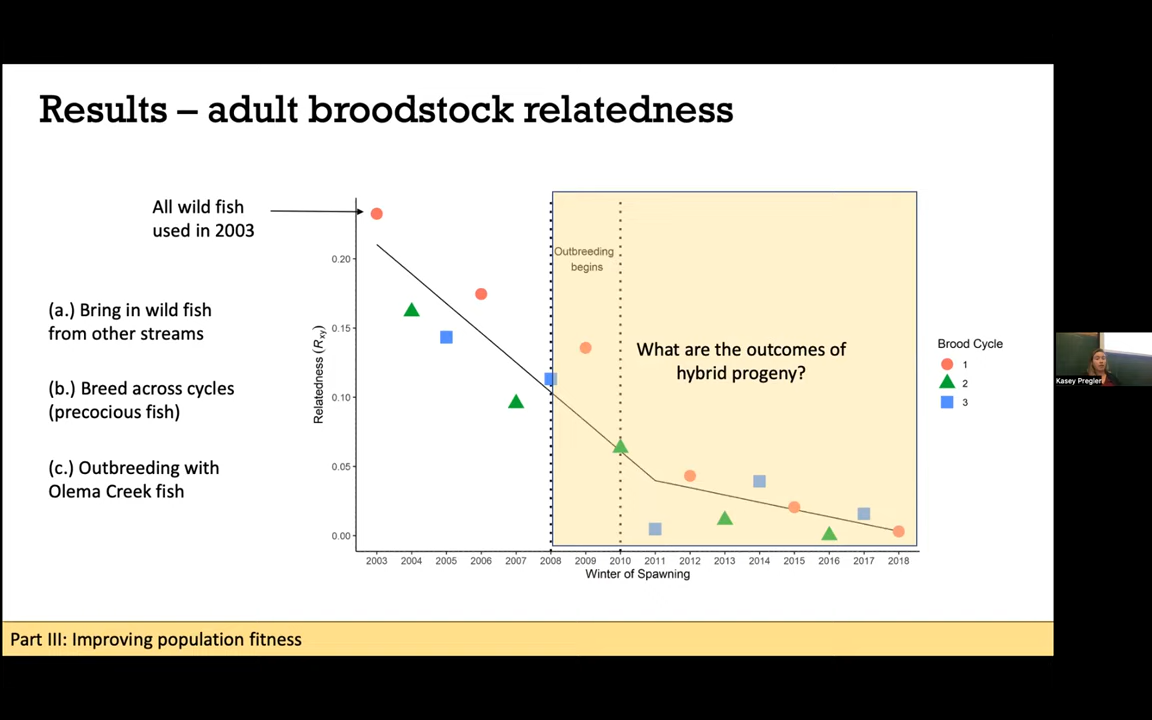 Results – adult broodstock relatedness
All wild fish
used in 2003
(a.) Bring in wild fish
from other streams
(b.) Breed across cycles
(precocious fish)
(c.) Outbreeding with
Olema Creek fish
Relatedness (Rxy)
0.20
0.15
0.10
0.05
0.00
Outbreeding
begins
What are the outcomes of
hybrid progeny?
2003 2004 2005 2006 2007 2008 2009 2010 2011 2012 2013 2014 2015 2016 2017 2018
Winter of Spawning
Brood Cycle
1
2
3
Kasey Pregler
Part III: Improving population fitness